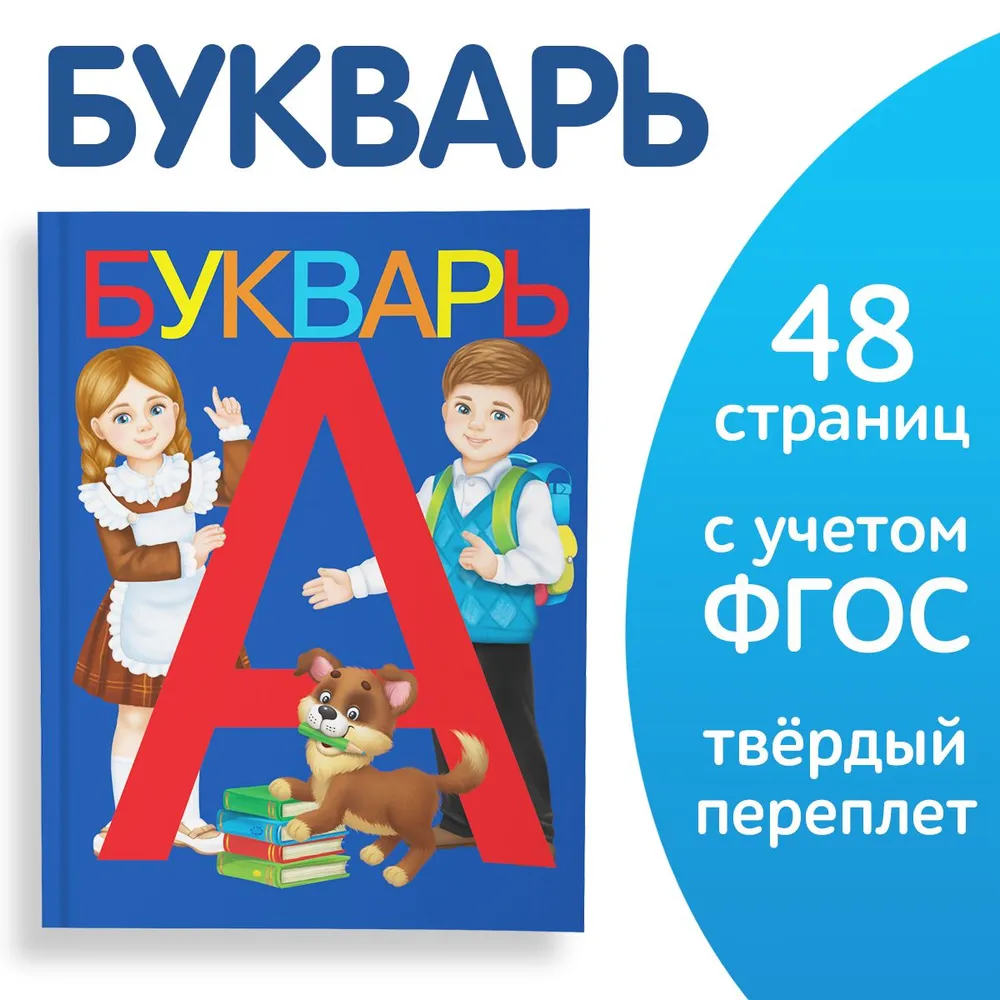 БУКВАРЬ
БУКВАРЬ
А
48
страниц
с учетом
ФГОС
твёрдый
переплет